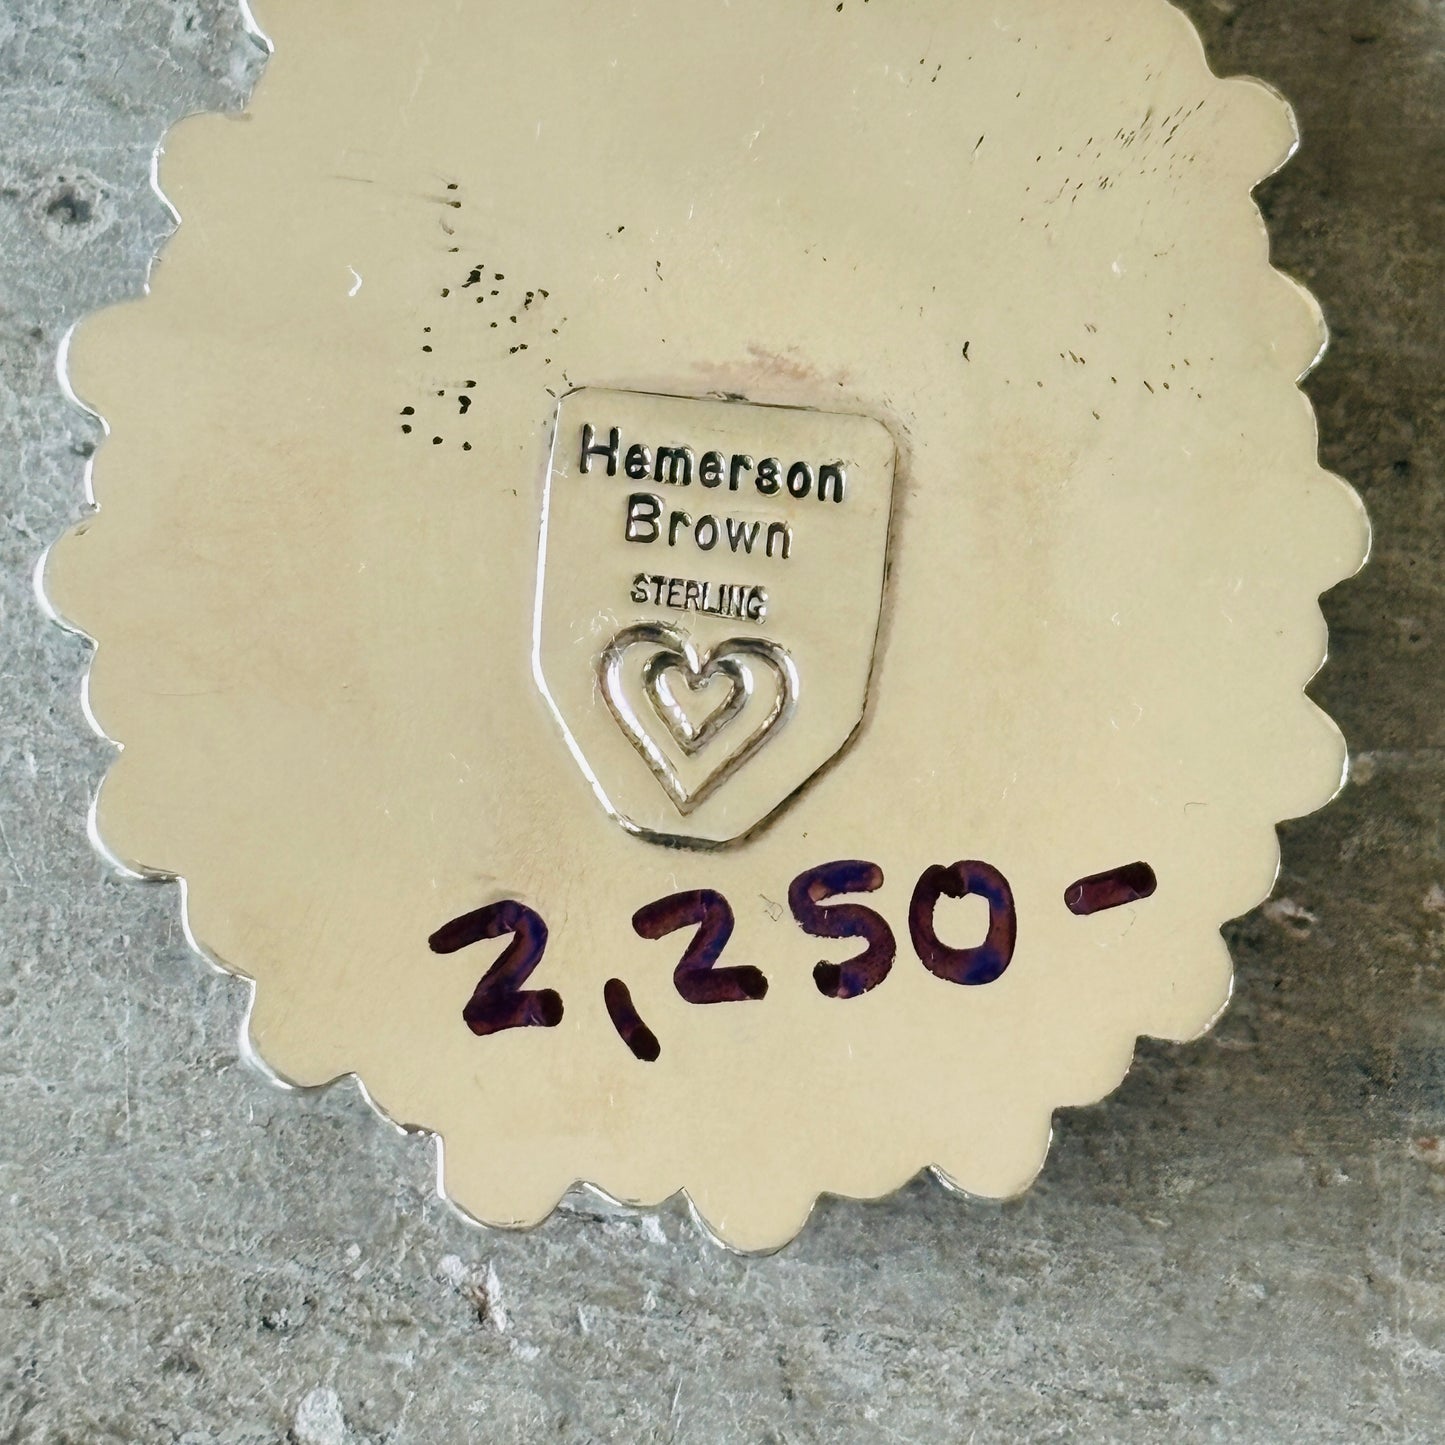 Hemerson
Brown
STERLING
2,250-